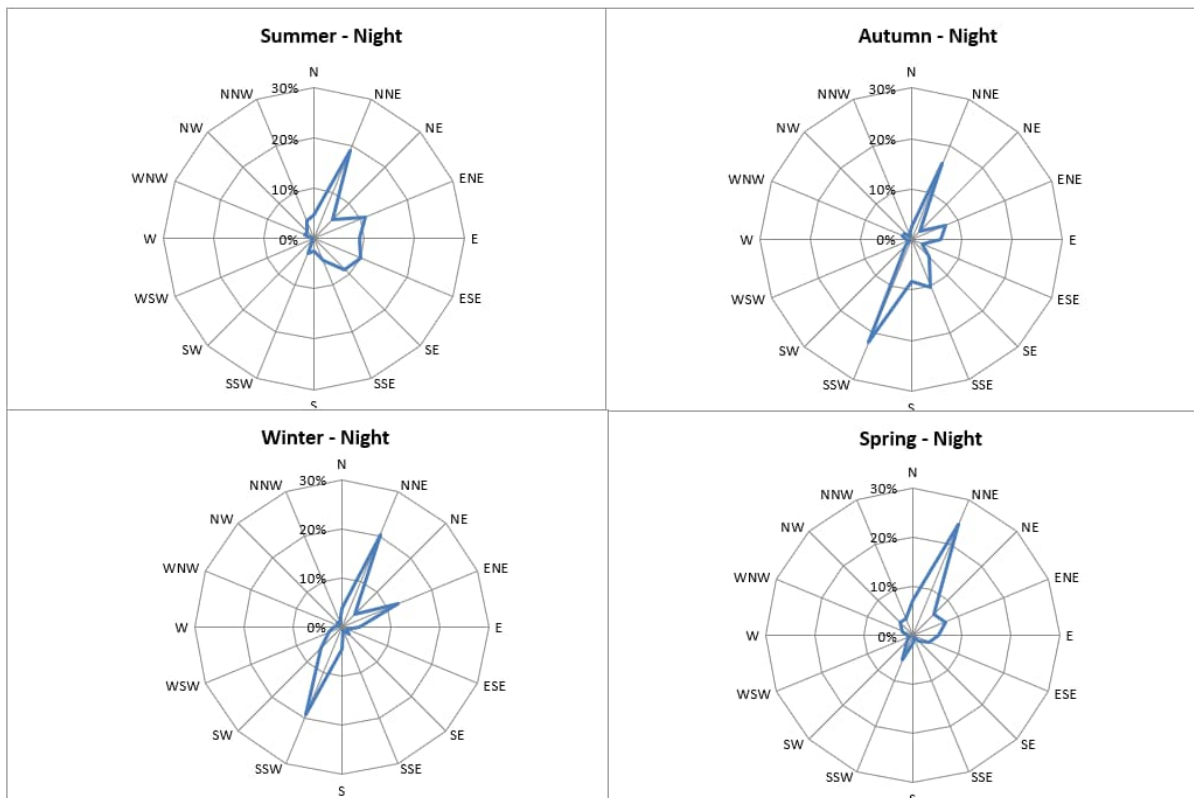 Summer - Night
N
30%
NNW
NNE
NW
20%
NE
WNW
10%
ENE
W
0%
E
WSW
ESE
SW
SE
SSW
SSE
S
Autumn - Night
N
30%
NNW
NNE
NW
20%
NE
WNW
10%
ENE
W
0%
E
WSW
ESE
SW
SE
SSW
SSE
S
Winter - Night
N
30%
NNW
NNE
NW
20%
NE
WNW
10%
ENE
W
0%
E
WSW
ESE
SW
SE
SSW
SSE
S
Spring - Night
N
30%
NNW
NNE
NW
20%
NE
WNW
10%
ENE
W
0%
E
WSW
ESE
SW
SE
SSW
SSE
S